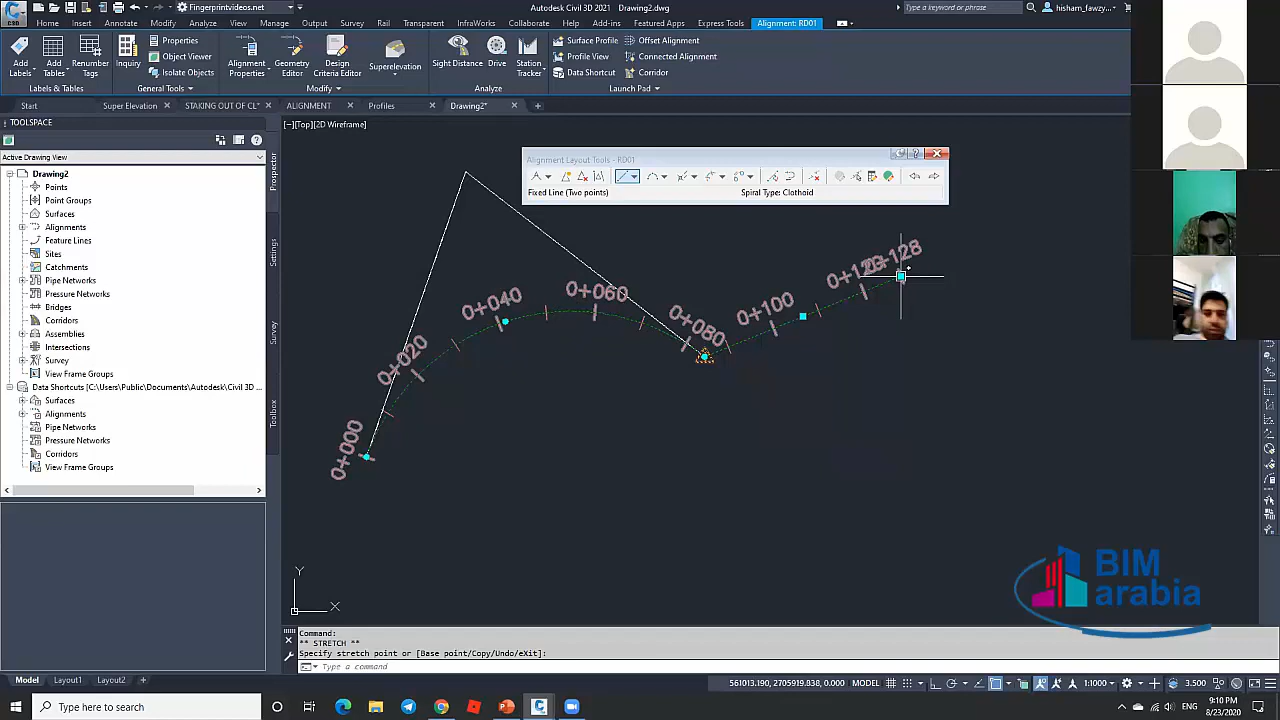 Fingerprintvideos.net
Autodesk Civil 3D 2021 Drawing2.dwg
Type a keyword or phrase
hisham_fawzy...
Home Insert Annotate Modify Analyze View Manage Output Survey Rail Transparent InfraWorks Collaborate Help Add-ins Featured Apps Express Tools Alignment: RD01
Add Labels
Add Tables
Renumber Tags
Inquiry
Properties
Object Viewer
Isolate Objects
Alignment Properties
Geometry Editor
Design Criteria Editor
Superelevation
Sight Distance
Drive
Station Tracker
Surface Profile
Profile View
Data Shortcut
Offset Alignment
Connected Alignment
Corridor
Labels & Tables
General Tools
Modify
Analyze
Launch Pad
Start Super Elevation STAKING OUT OF CL* ALIGNMENT Profiles Drawing2*
TOOLSPACE
[−][Top][2D Wireframe]
Active Drawing View
Drawing2
Points
Point Groups
Surfaces
Alignments
Feature Lines
Sites
Catchments
Pipe Networks
Pressure Networks
Bridges
Corridors
Assemblies
Intersections
Survey
View Frame Groups
Data Shortcuts [C:\Users\Public\Documents\Autodesk\Civil 3D ...
Surfaces
Alignments
Pipe Networks
Pressure Networks
Corridors
View Frame Groups
Prospector
Settings
Survey
Toolbox
Alignment Layout Tools - RD01
Fixed Line (Two points)
Spiral Type: Clothoid
0+000
0+020
0+040
0+060
0+080
0+100
0+128
Y
X
BIM
arabia
Command:
** STRETCH **
Specify stretch point or [Base point/Copy/Undo/eXit]:
Type a command
Model Layout1 Layout2
561013.190, 2705919.838, 0.000 MODEL
1:1000
3.500
Type here to search
9:10 PM
8/23/2020